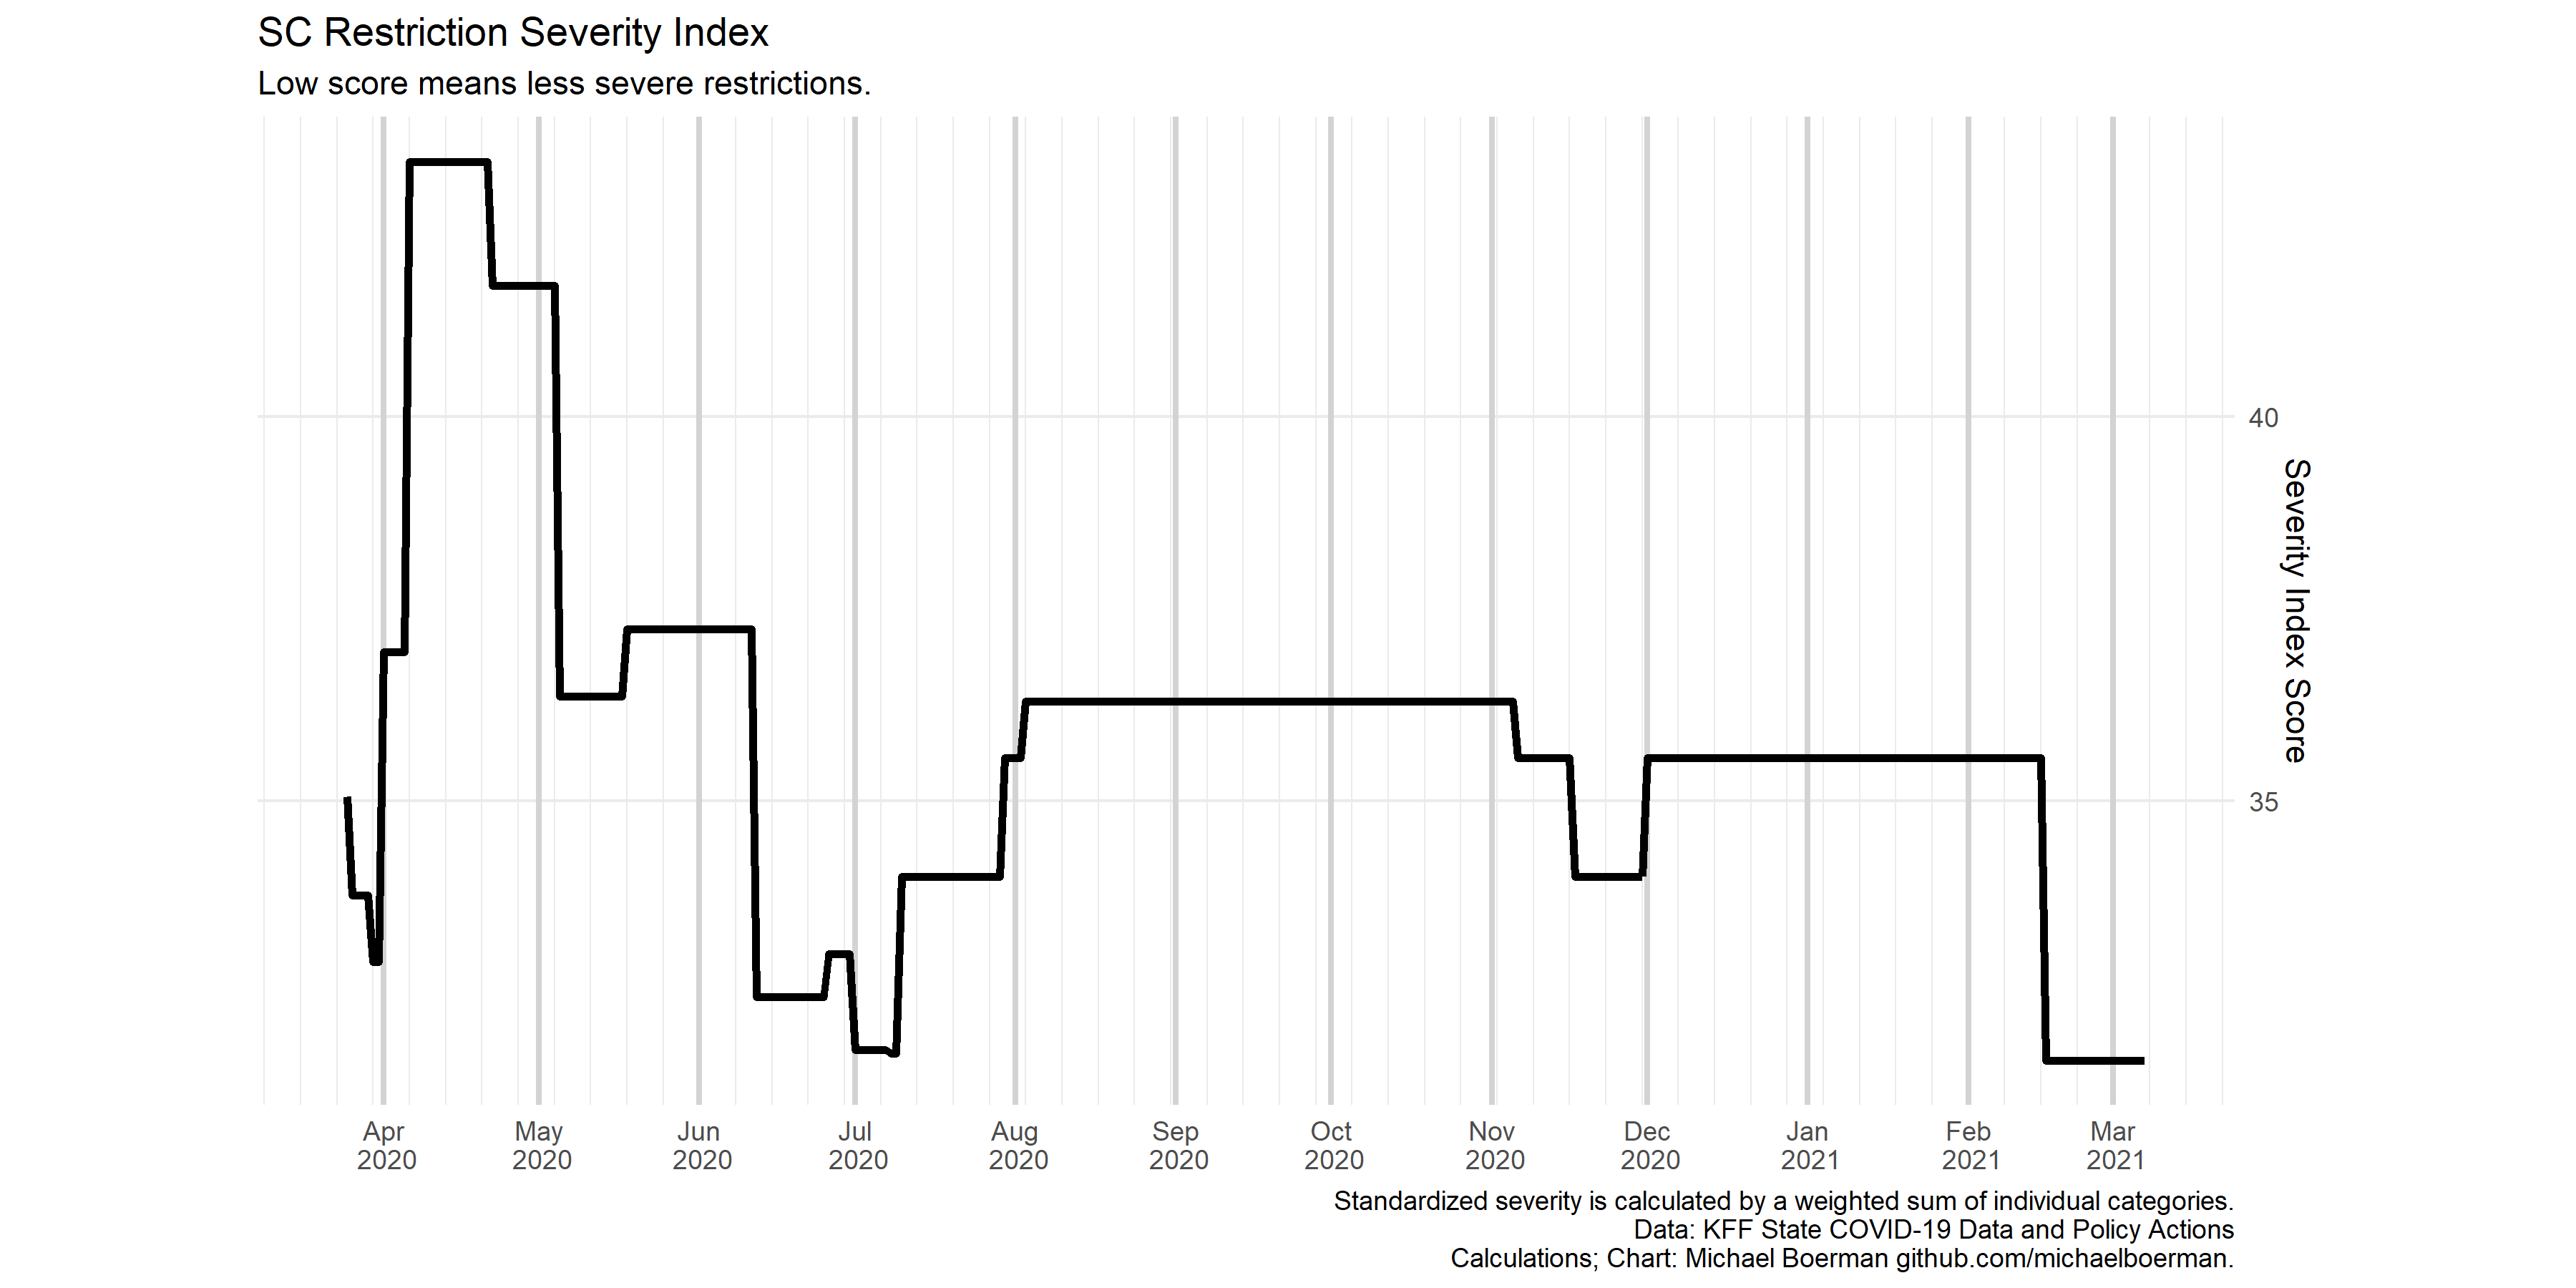 SC Restriction Severity Index
Low score means less severe restrictions.
40
35
Severity Index Score
Apr May Jun Jul Aug Sep Oct Nov Dec Jan Feb Mar
2020 2020 2020 2020 2020 2020 2020 2020 2020 2021 2021 2021
Standardized severity is calculated by a weighted sum of individual categories.
Data: KFF State COVID-19 Data and Policy Actions
Calculations; Chart: Michael Boerman github.com/michaelboerman.